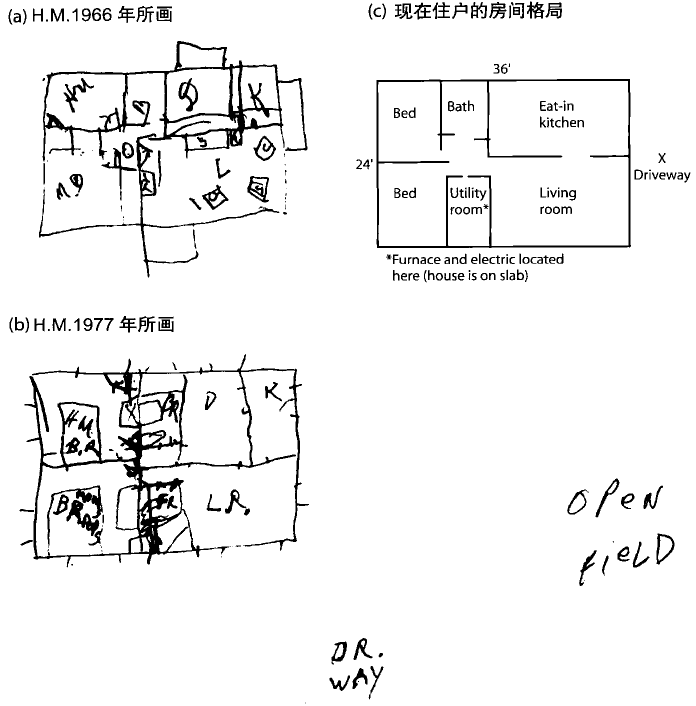 (a) H.M.1966 年所画
HM
D
K
L
M
(c) 现在住户的房间格局
36'
Bed
Bath
Eat-in
kitchen
24'
X
Driveway
Bed
Utility
room*
Living
room
*Furnace and electric located
here (house is on slab)
(b) H.M.1977 年所画
D
K
H M
B.R
BR
L.R.
OPEN
FieLD
DR.
WAY